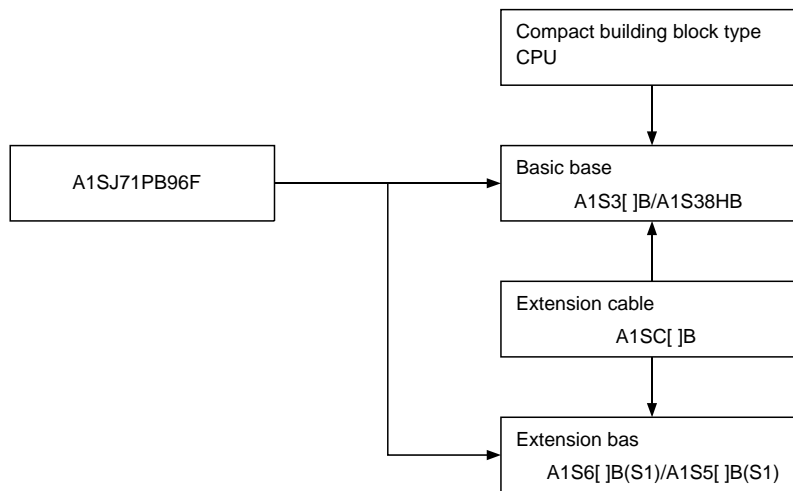 Compact building block type
CPU
A1SJ71PB96F
Basic base
A1S3[ ]B/A1S38HB
Extension cable
A1SC[ ]B
Extension bas
A1S6[ ]B(S1)/A1S5[ ]B(S1)